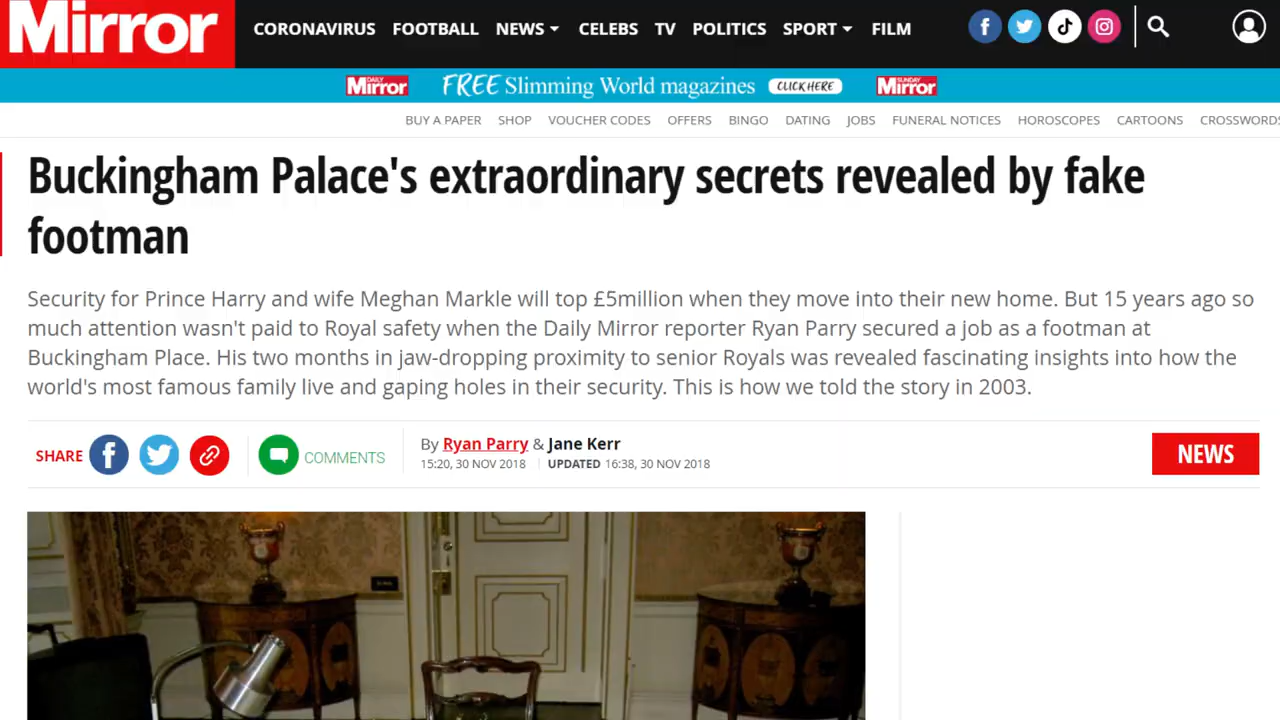 Mirror
CORONAVIRUS FOOTBALL NEWS CELEBS TV POLITICS SPORT FILM
DAILY Mirror FREE Slimming World magazines CLICK HERE SUNDAY Mirror
BUY A PAPER SHOP VOUCHER CODES OFFERS BINGO DATING JOBS FUNERAL NOTICES HOROSCOPES CARTOONS CROSSWORDS
Buckingham Palace's extraordinary secrets revealed by fake
footman
Security for Prince Harry and wife Meghan Markle will top £5million when they move into their new home. But 15 years ago so
much attention wasn't paid to Royal safety when the Daily Mirror reporter Ryan Parry secured a job as a footman at
Buckingham Place. His two months in jaw-dropping proximity to senior Royals was revealed fascinating insights into how the
world's most famous family live and gaping holes in their security. This is how we told the story in 2003.
SHARE COMMENTS
By Ryan Parry & Jane Kerr
15:20, 30 NOV 2018 UPDATED 16:38, 30 NOV 2018
NEWS